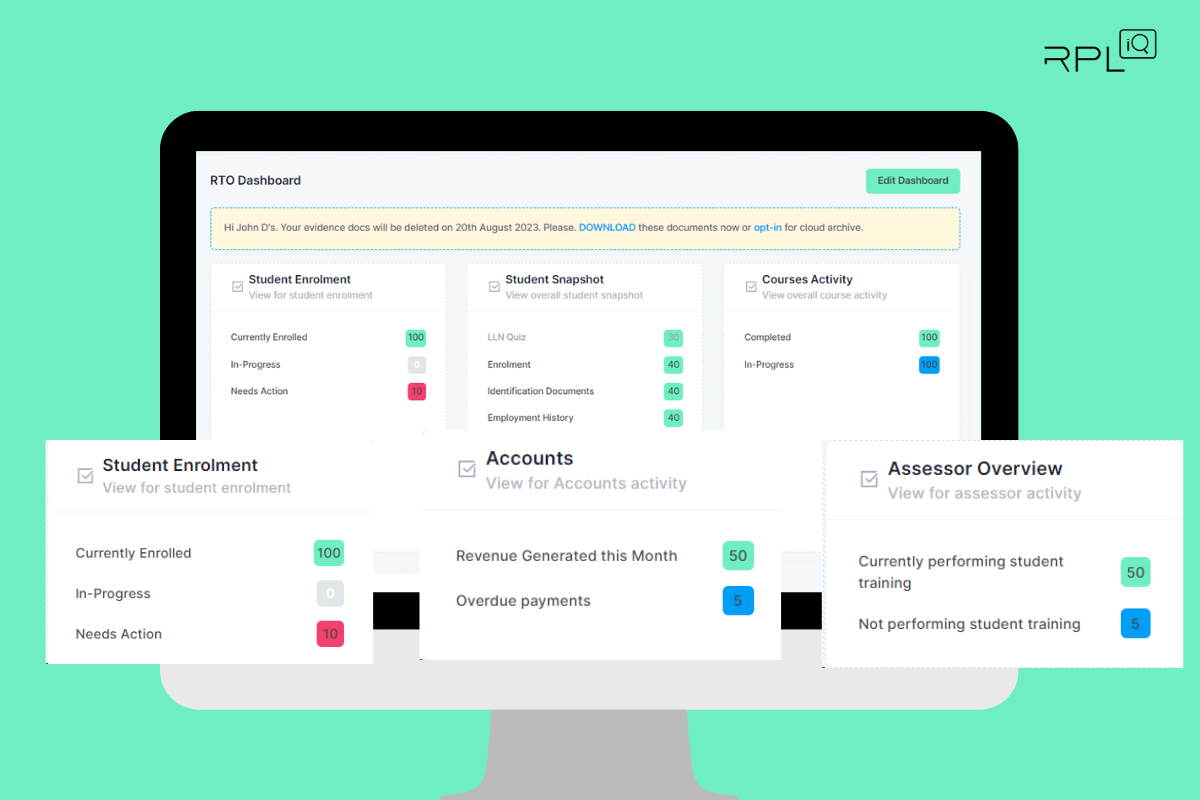 RPL iQ
RTO Dashboard
Edit Dashboard
Hi John D's. Your evidence docs will be deleted on 20th August 2023. Please. DOWNLOAD these documents now or opt-in for cloud archive.
Student Enrolment
View for student enrolment
Currently Enrolled 100
In-Progress 0
Needs Action 10
Student Snapshot
View overall student snapshot
LLN Quiz 30
Enrolment 40
Identification Documents 40
Employment History 40
Courses Activity
View overall course activity
Completed 100
In-Progress 100
Student Enrolment
View for student enrolment
Currently Enrolled 100
In-Progress 0
Needs Action 10
Accounts
View for Accounts activity
Revenue Generated this Month 50
Overdue payments 5
Assessor Overview
View for assessor activity
Currently performing student
training 50
Not performing student training 5